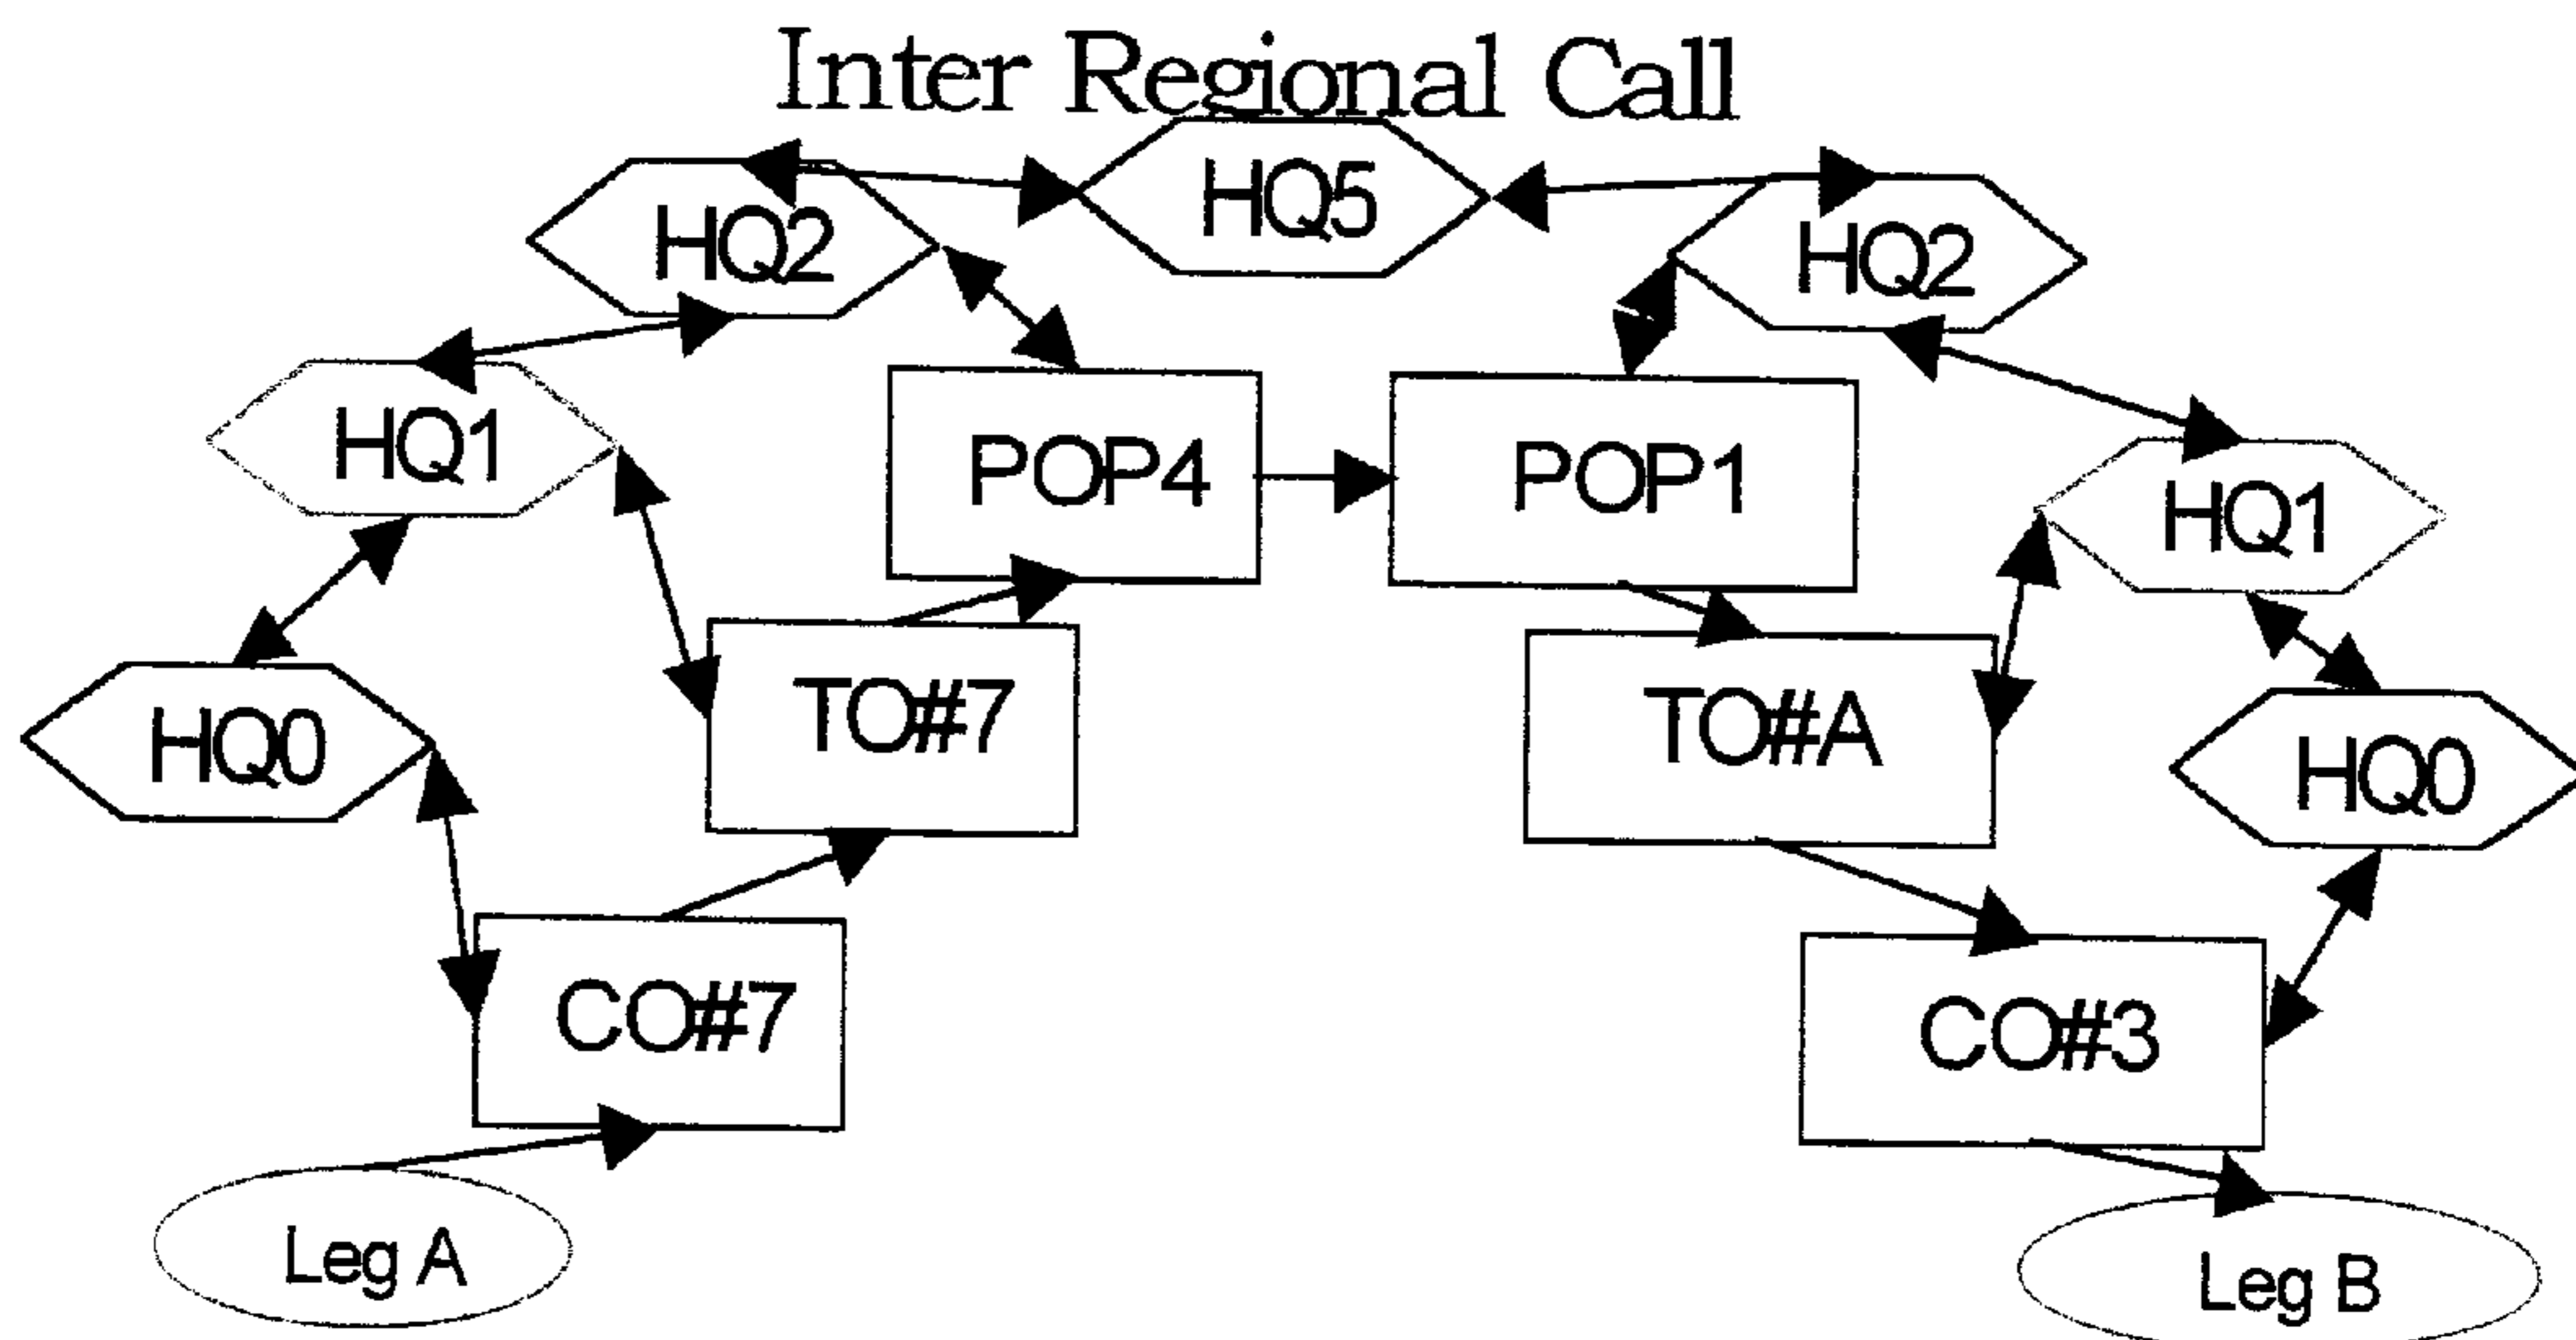 Inter Regional Call
HQ5
HQ2
HQ2
HQ1
POP4
POP1
HQ1
HQ0
TO#7
TO#A
HQ0
CO#7
CO#3
Leg A
Leg B